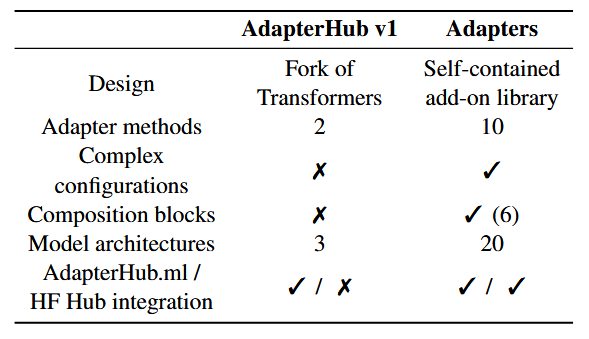 AdapterHub v1 Adapters
Design Fork of Transformers Self-contained add-on library
Adapter methods 2 10
Complex configurations ✗ ✓
Composition blocks ✗ ✓ (6)
Model architectures 3 20
AdapterHub.ml / HF Hub integration ✓ / ✗ ✓ / ✓